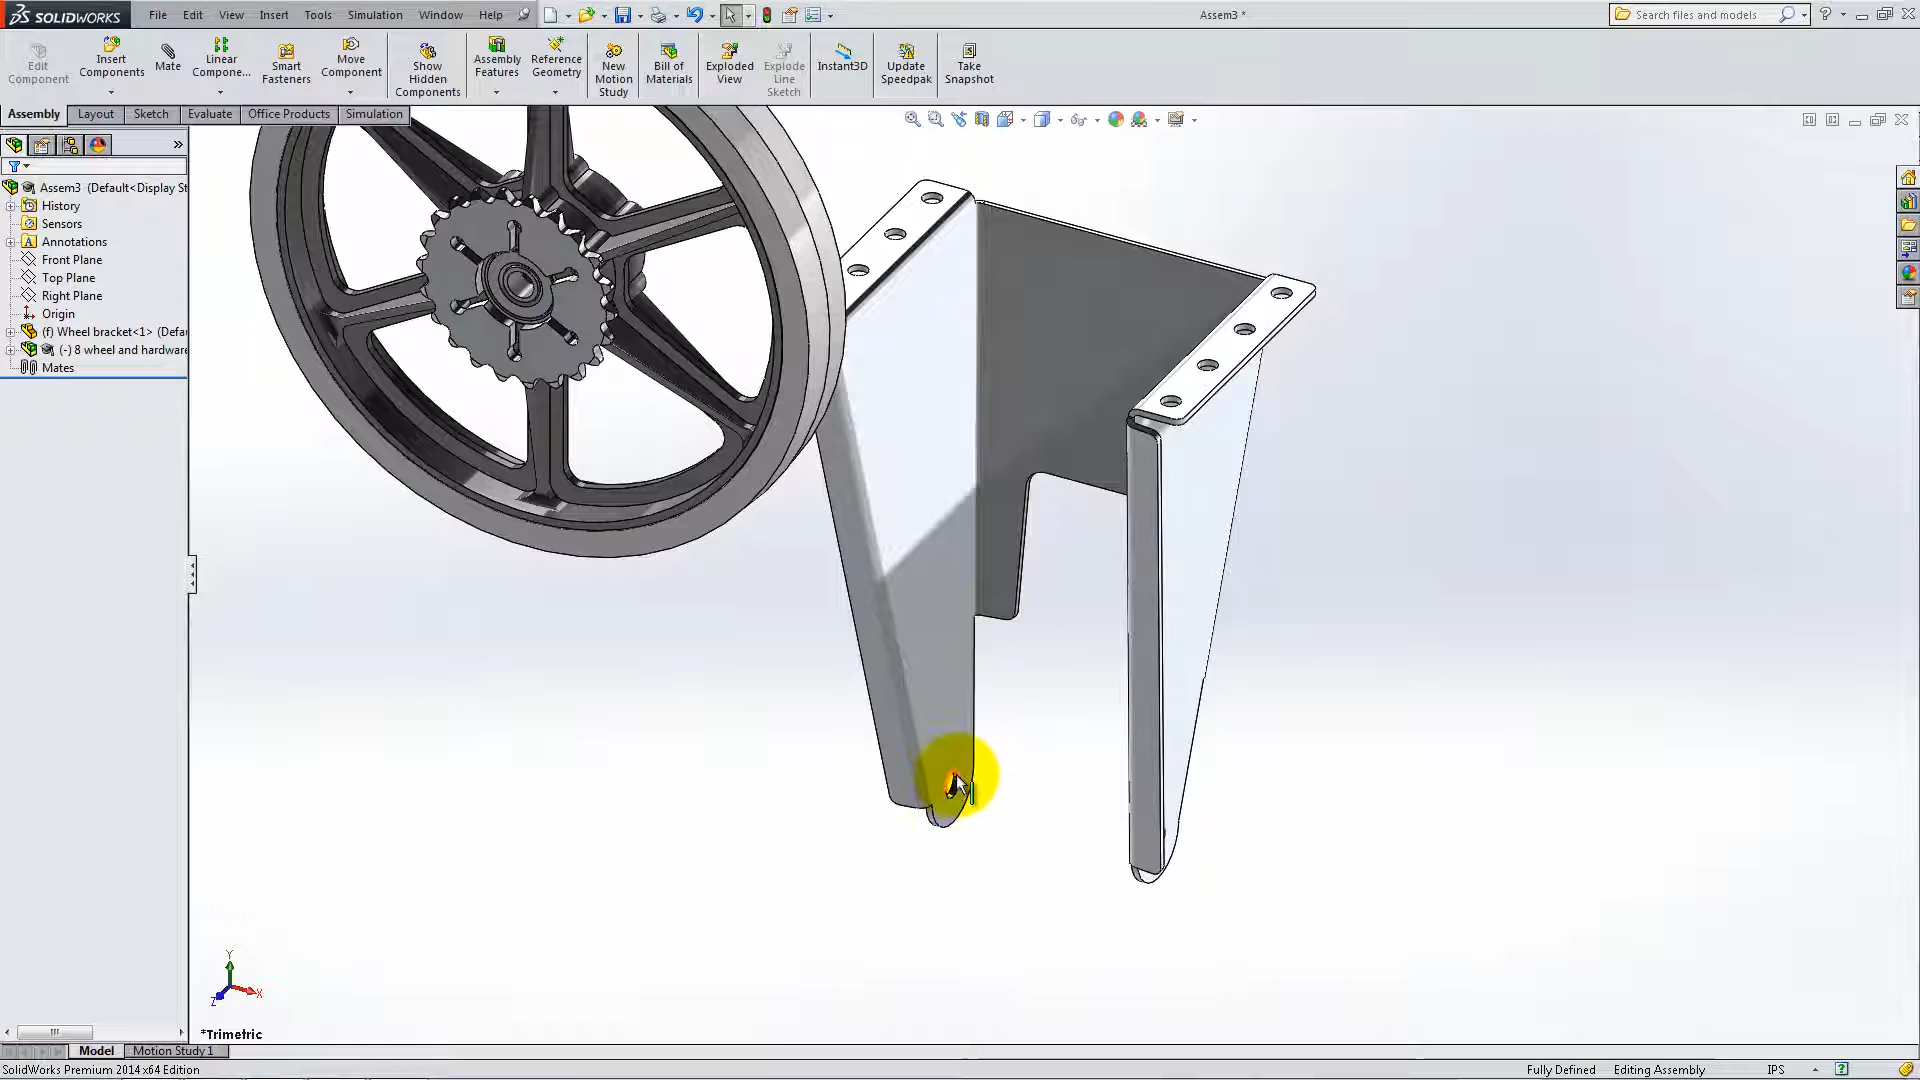 SOLIDWORKS File Edit View Insert Tools Simulation Window Help Assem3 * Search files and models
Edit Component
Insert Components
Mate
Linear Compone...
Smart Fasteners
Move Component
Show Hidden Components
Assembly Features
Reference Geometry
New Motion Study
Bill of Materials
Exploded View
Explode Line Sketch
Instant3D
Update Speedpak
Take Snapshot
Assembly Layout Sketch Evaluate Office Products Simulation
Assem3 (Default<Display St
History
Sensors
Annotations
Front Plane
Top Plane
Right Plane
Origin
(f) Wheel bracket<1> (Defau
(-) 8 wheel and hardware
Mates
Y
X
Z
*Trimetric
Model Motion Study 1
SolidWorks Premium 2014 x64 Edition Fully Defined Editing Assembly IPS